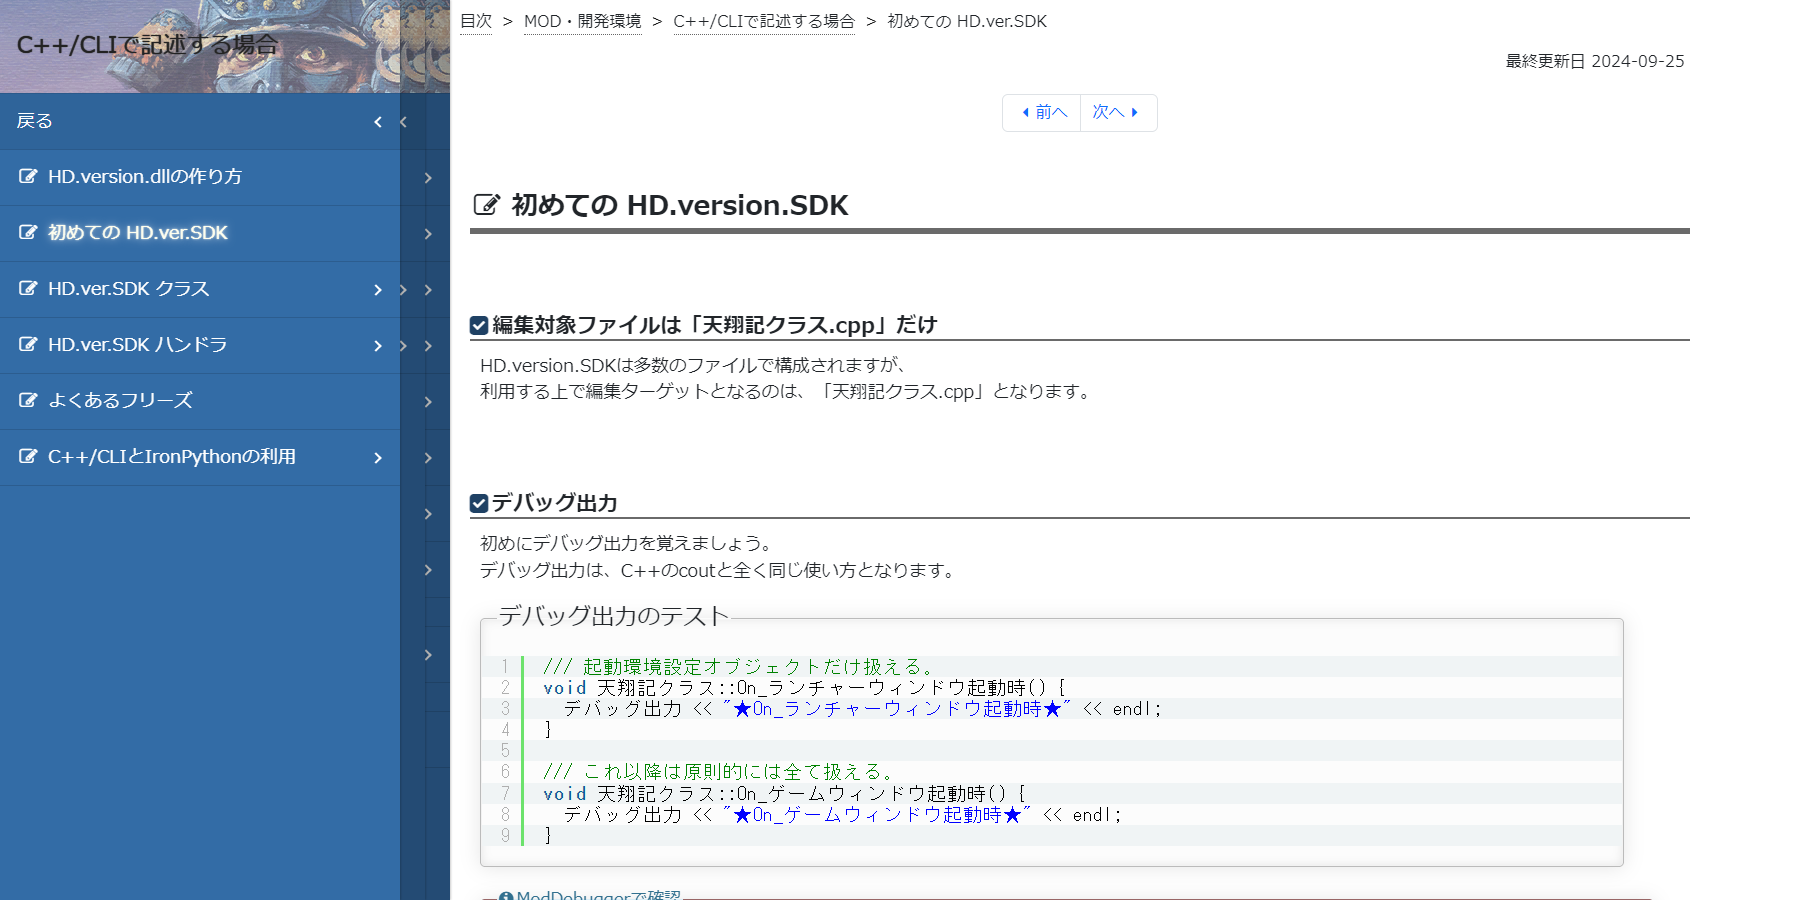 C++/CLIで記述する場合
戻る
HD.version.dllの作り方
初めての HD.ver.SDK
HD.ver.SDK クラス
HD.ver.SDK ハンドラ
よくあるフリーズ
C++/CLIとIronPythonの利用
目次 > MOD・開発環境 > C++/CLIで記述する場合 > 初めての HD.ver.SDK
最終更新日 2024-09-25
前へ 次へ
初めての HD.version.SDK
編集対象ファイルは「天翔記クラス.cpp」だけ
HD.version.SDKは多数のファイルで構成されますが、
利用する上で編集ターゲットとなるのは、「天翔記クラス.cpp」となります。
デバッグ出力
初めにデバッグ出力を覚えましょう。
デバッグ出力は、C++のcoutと全く同じ使い方となります。
デバッグ出力のテスト
1 /// 起動環境設定オブジェクトだけ扱える。
2 void 天翔記クラス::On_ランチャーウィンドウ起動時() {
3 デバッグ出力 << "★On_ランチャーウィンドウ起動時★" << endl;
4 }
5
6 /// これ以降は原則的には全て扱える。
7 void 天翔記クラス::On_ゲームウィンドウ起動時() {
8 デバッグ出力 << "★On_ゲームウィンドウ起動時★" << endl;
9 }
ModDebuggerで確認